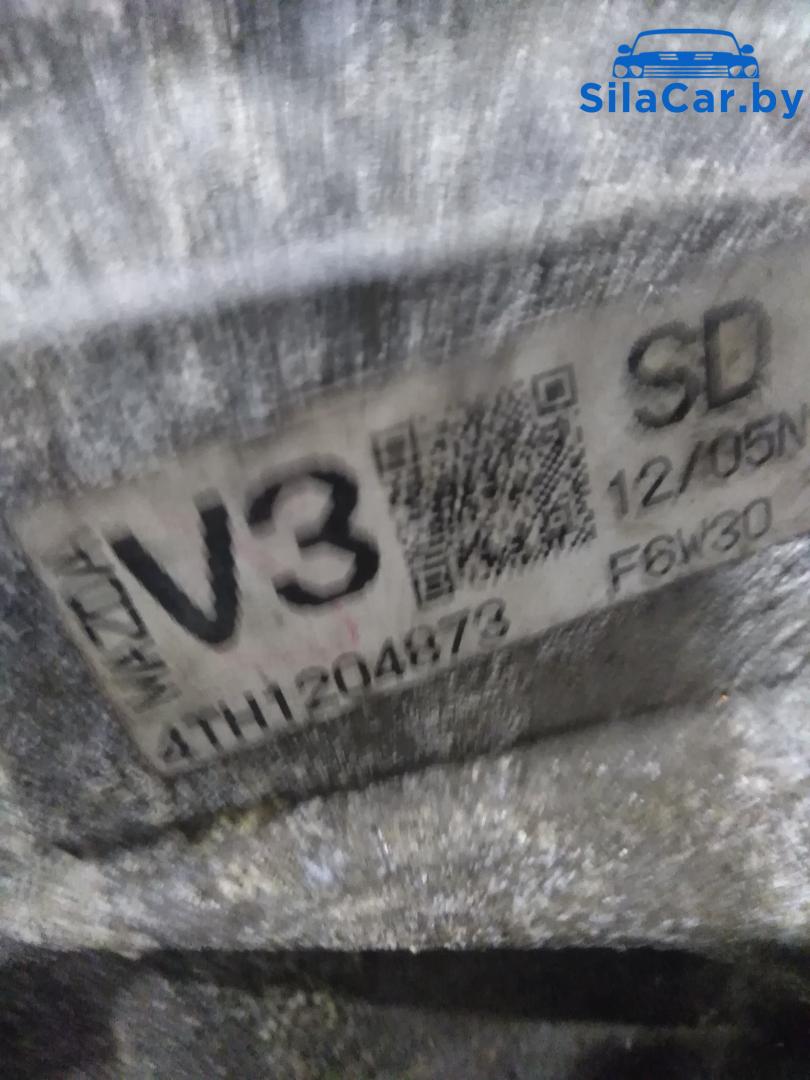 SilaCar.by
MAZDA
V3
SD
12/05N
F6W30
4TH1204873